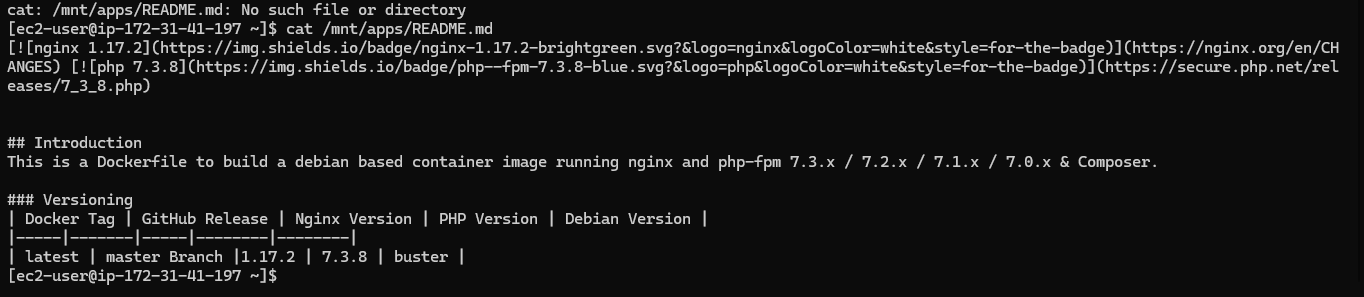 cat: /mnt/apps/README.md: No such file or directory
[ec2-user@ip-172-31-41-197 ~]$ cat /mnt/apps/README.md
[![nginx 1.17.2](https://img.shields.io/badge/nginx-1.17.2-brightgreen.svg?&logo=nginx&logoColor=white&style=for-the-badge)](https://nginx.org/en/CH
ANGES) [![php 7.3.8](https://img.shields.io/badge/php--fpm-7.3.8-blue.svg?&logo=php&logoColor=white&style=for-the-badge)](https://secure.php.net/rel
eases/7_3_8.php)
## Introduction
This is a Dockerfile to build a debian based container image running nginx and php-fpm 7.3.x / 7.2.x / 7.1.x / 7.0.x & Composer.
### Versioning
| Docker Tag | GitHub Release | Nginx Version | PHP Version | Debian Version |
|-----|-------|-----|--------|--------|
| latest | master Branch |1.17.2 | 7.3.8 | buster |
[ec2-user@ip-172-31-41-197 ~]$